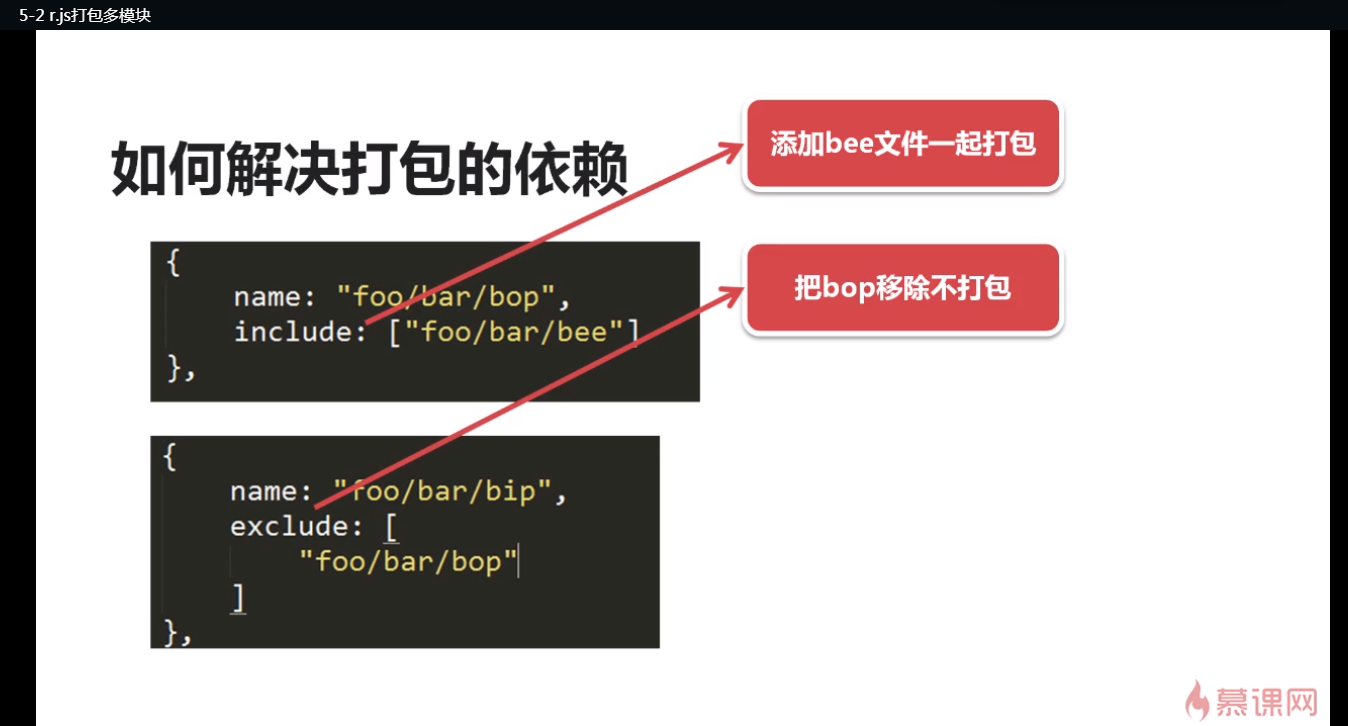 5-2 r.js打包多模块
如何解决打包的依赖
添加bee文件一起打包
把bop移除不打包
{
name: "foo/bar/bop",
include: ["foo/bar/bee"]
},
{
name: "foo/bar/bip",
exclude: [
"foo/bar/bop"
]
},
慕课网